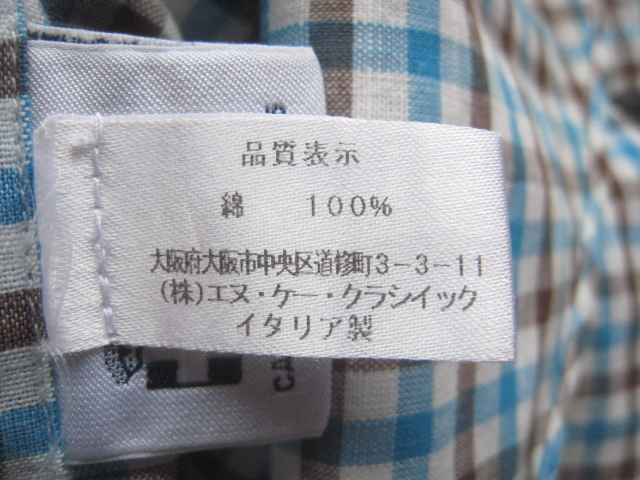 品質表示
綿 100%
大阪府大阪市中央区道修町3-3-11
(株)エヌ・ケー・クラシイック
イタリア製
CA